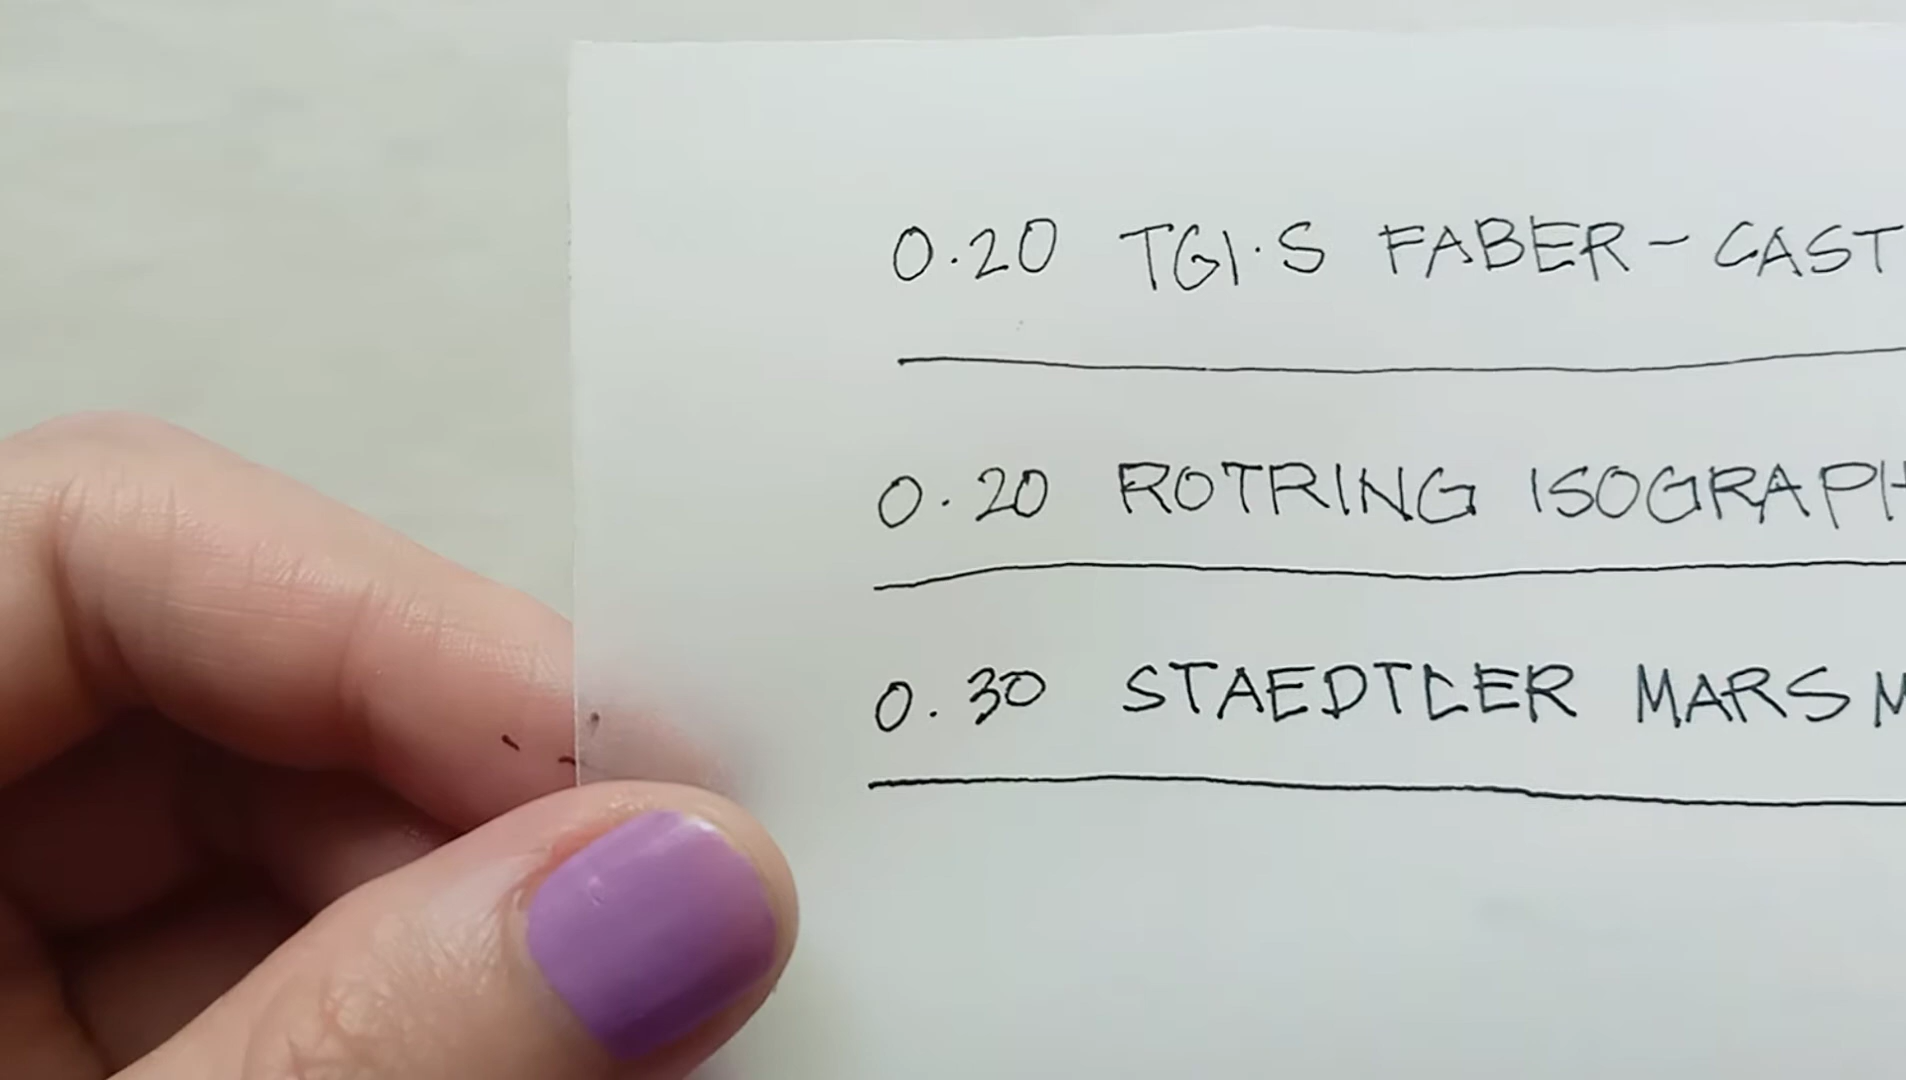 0.20 TGI·S FABER-CAST
0.20 ROTRING ISOGRAPH
0.30 STAEDTLER MARS M